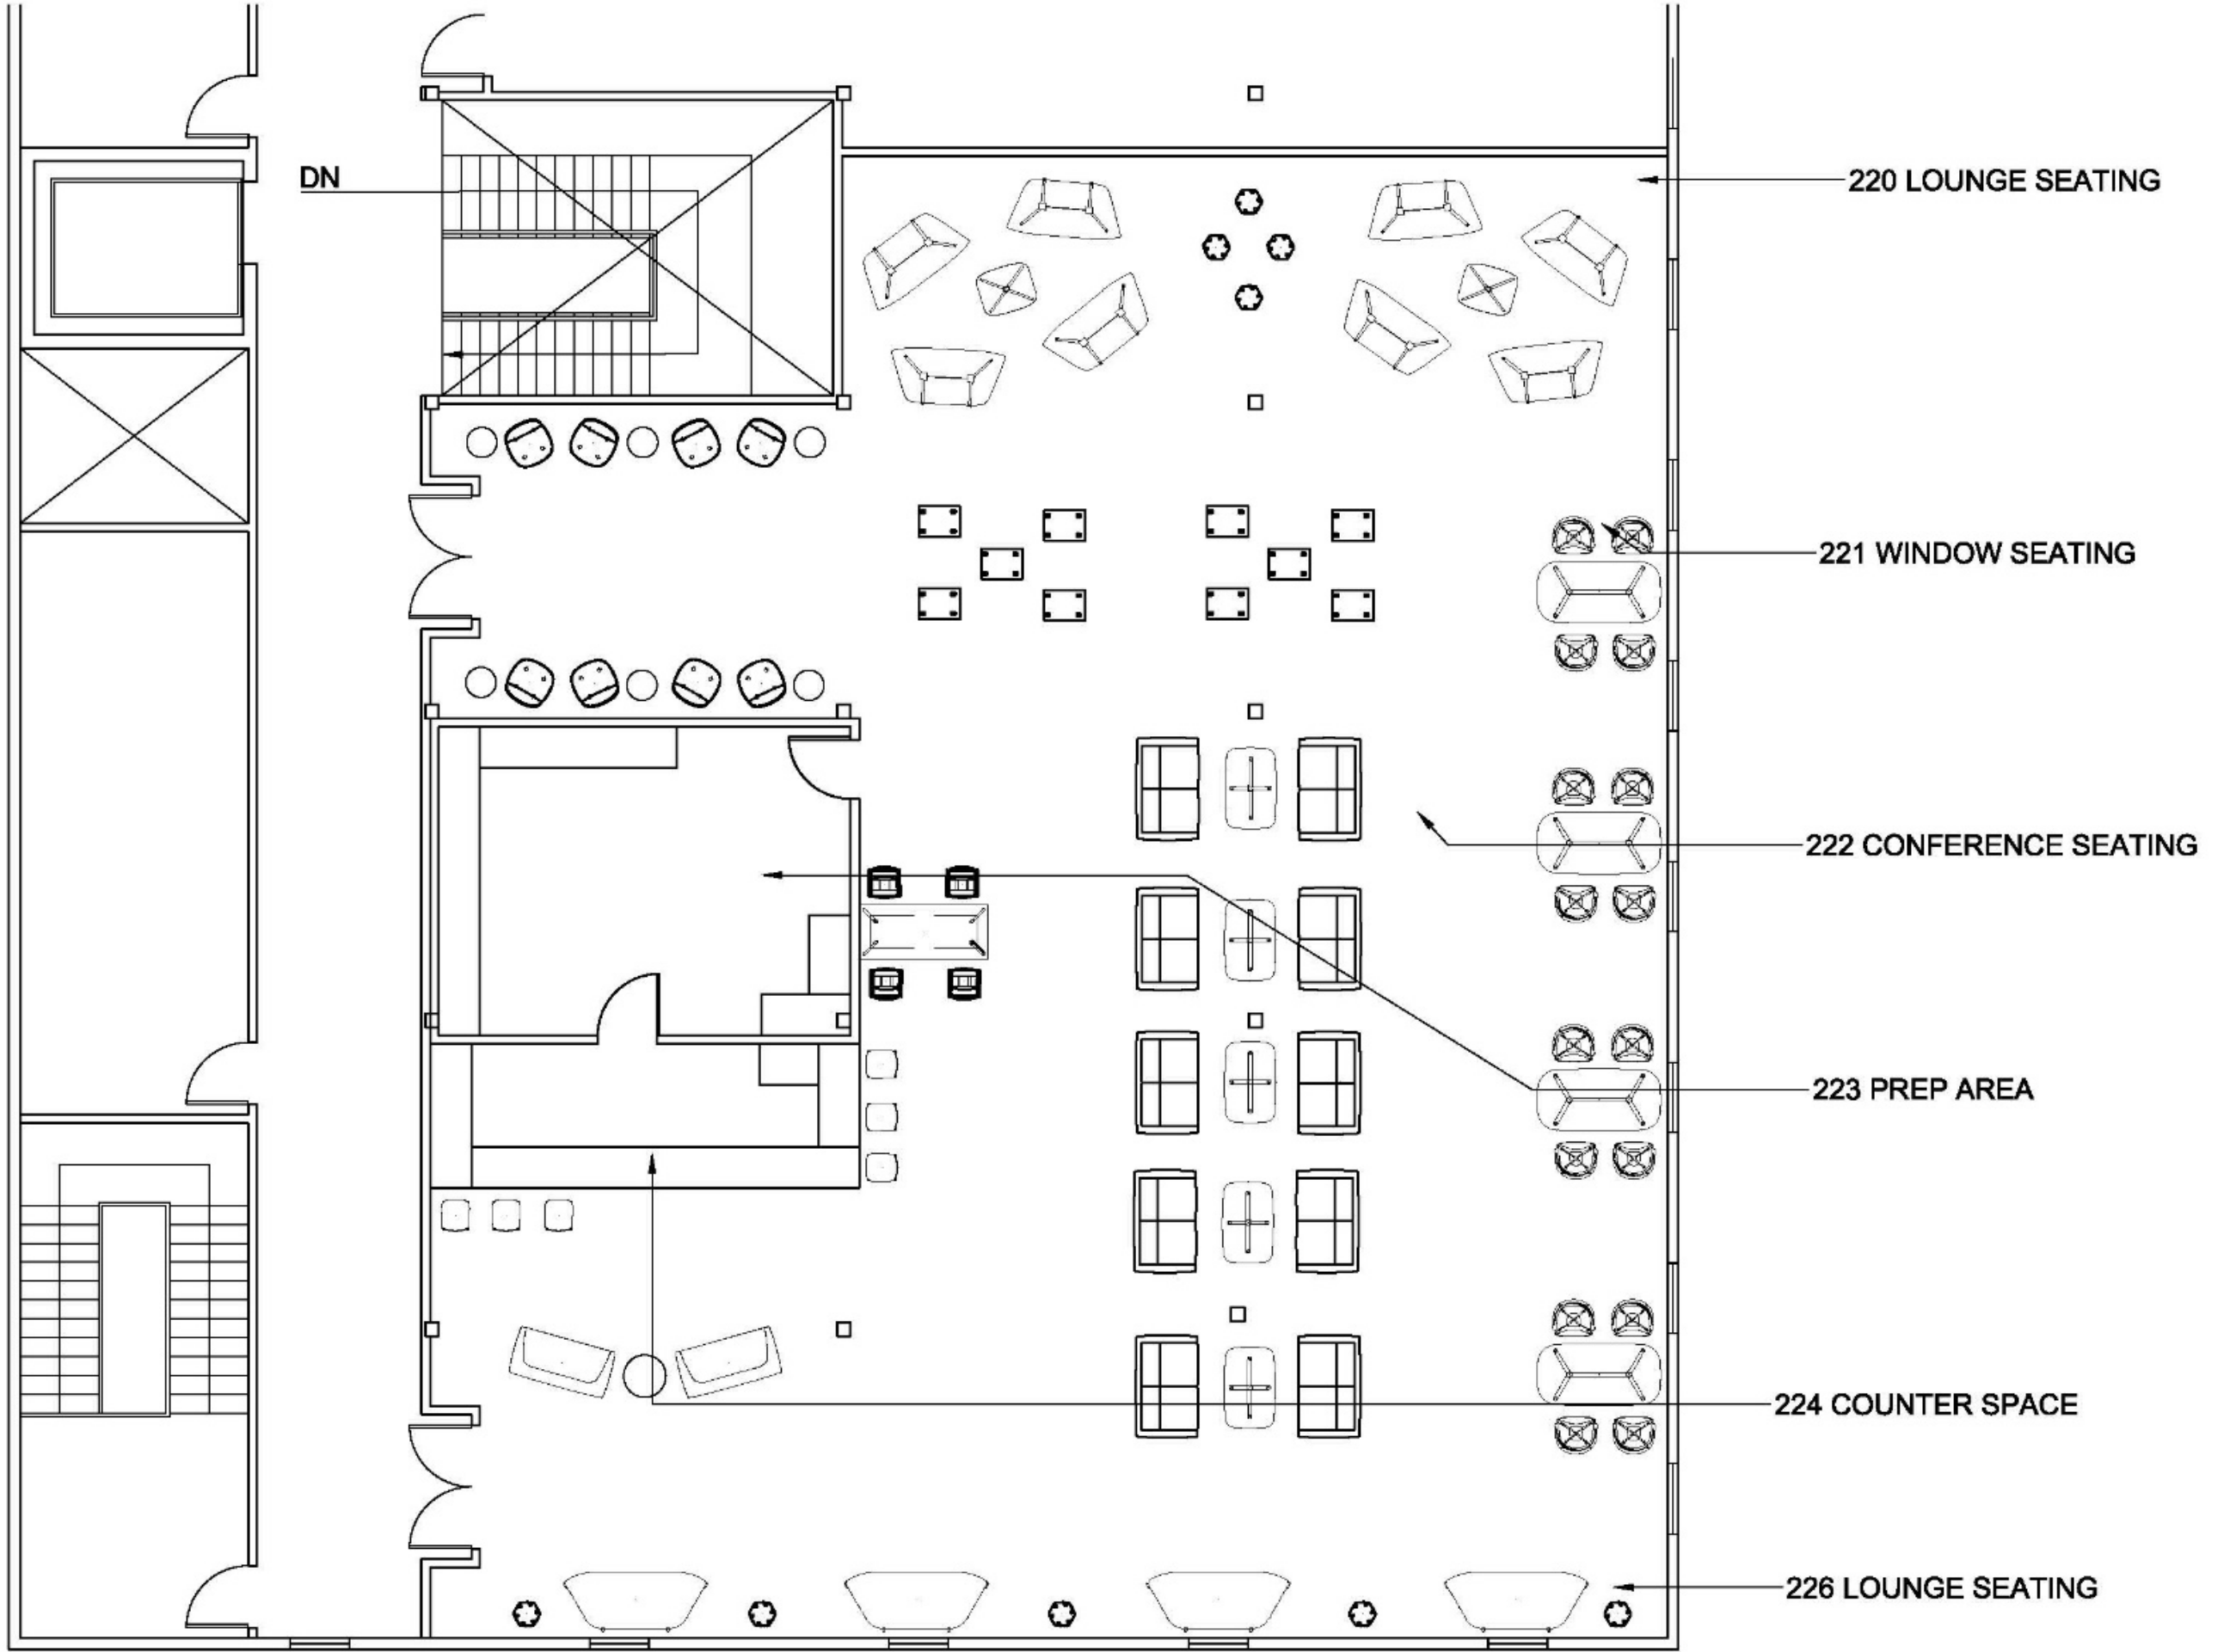 DN
220 LOUNGE SEATING
221 WINDOW SEATING
222 CONFERENCE SEATING
223 PREP AREA
224 COUNTER SPACE
226 LOUNGE SEATING